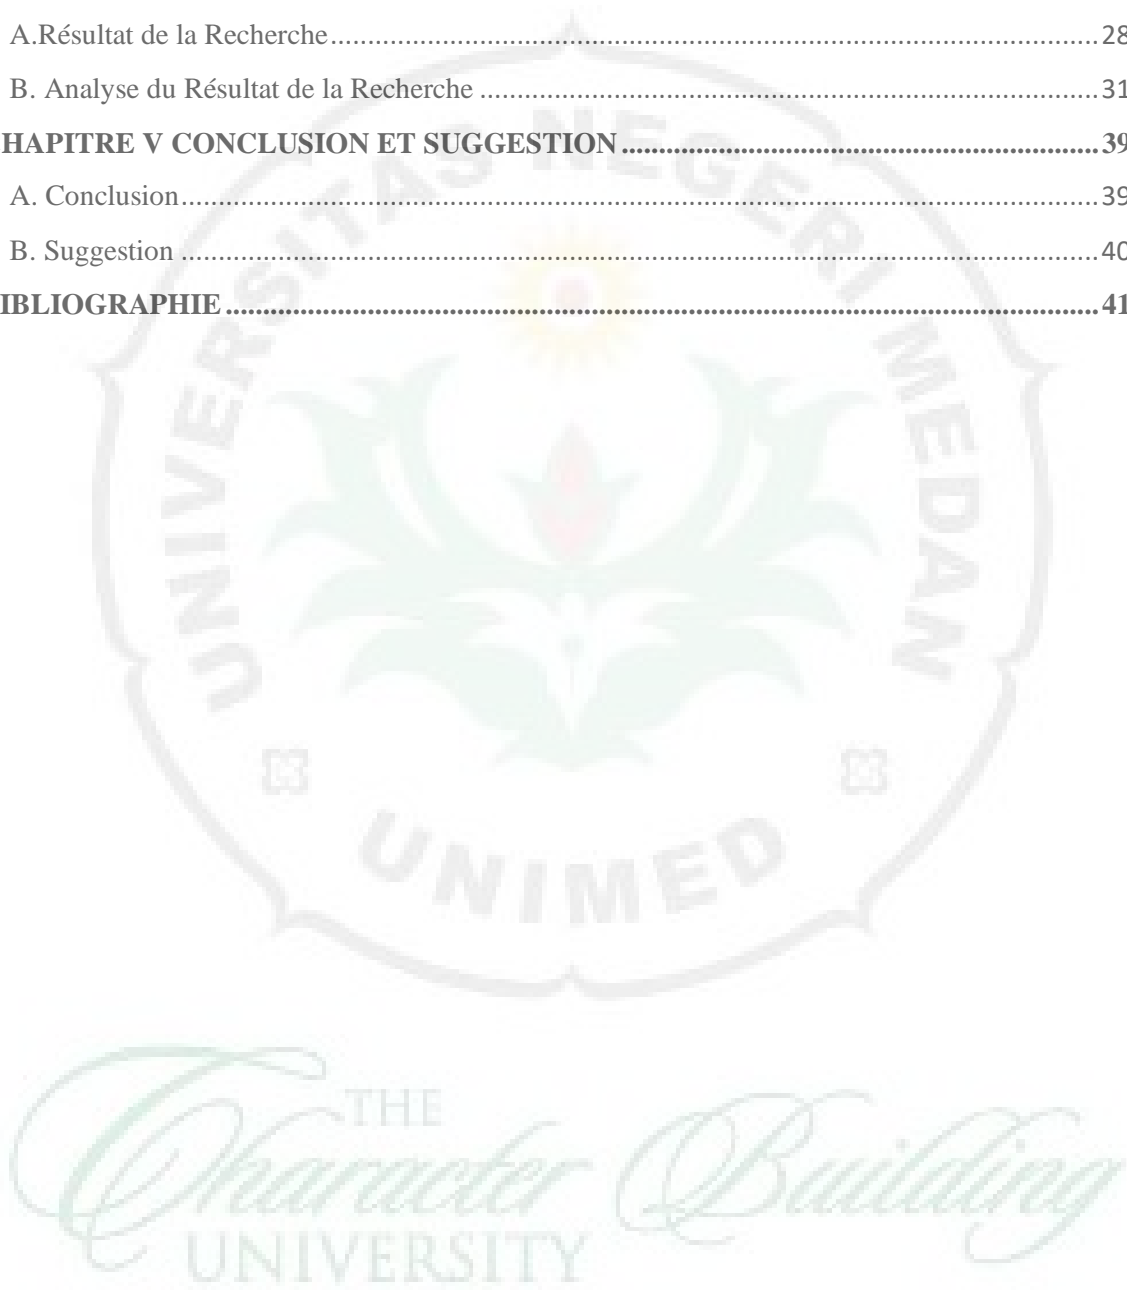 A.Résultat de la Recherche........................................................................................................28
B. Analyse du Résultat de la Recherche ....................................................................................31
HAPITRE V CONCLUSION ET SUGGESTION...............................................................39
A. Conclusion............................................................................................................................39
B. Suggestion ............................................................................................................................40
IBLIOGRAPHIE....................................................................................................................41
UNIVERSITAS NEGERI MEDAN
UNIMED
THE
Character Building
UNIVERSITY